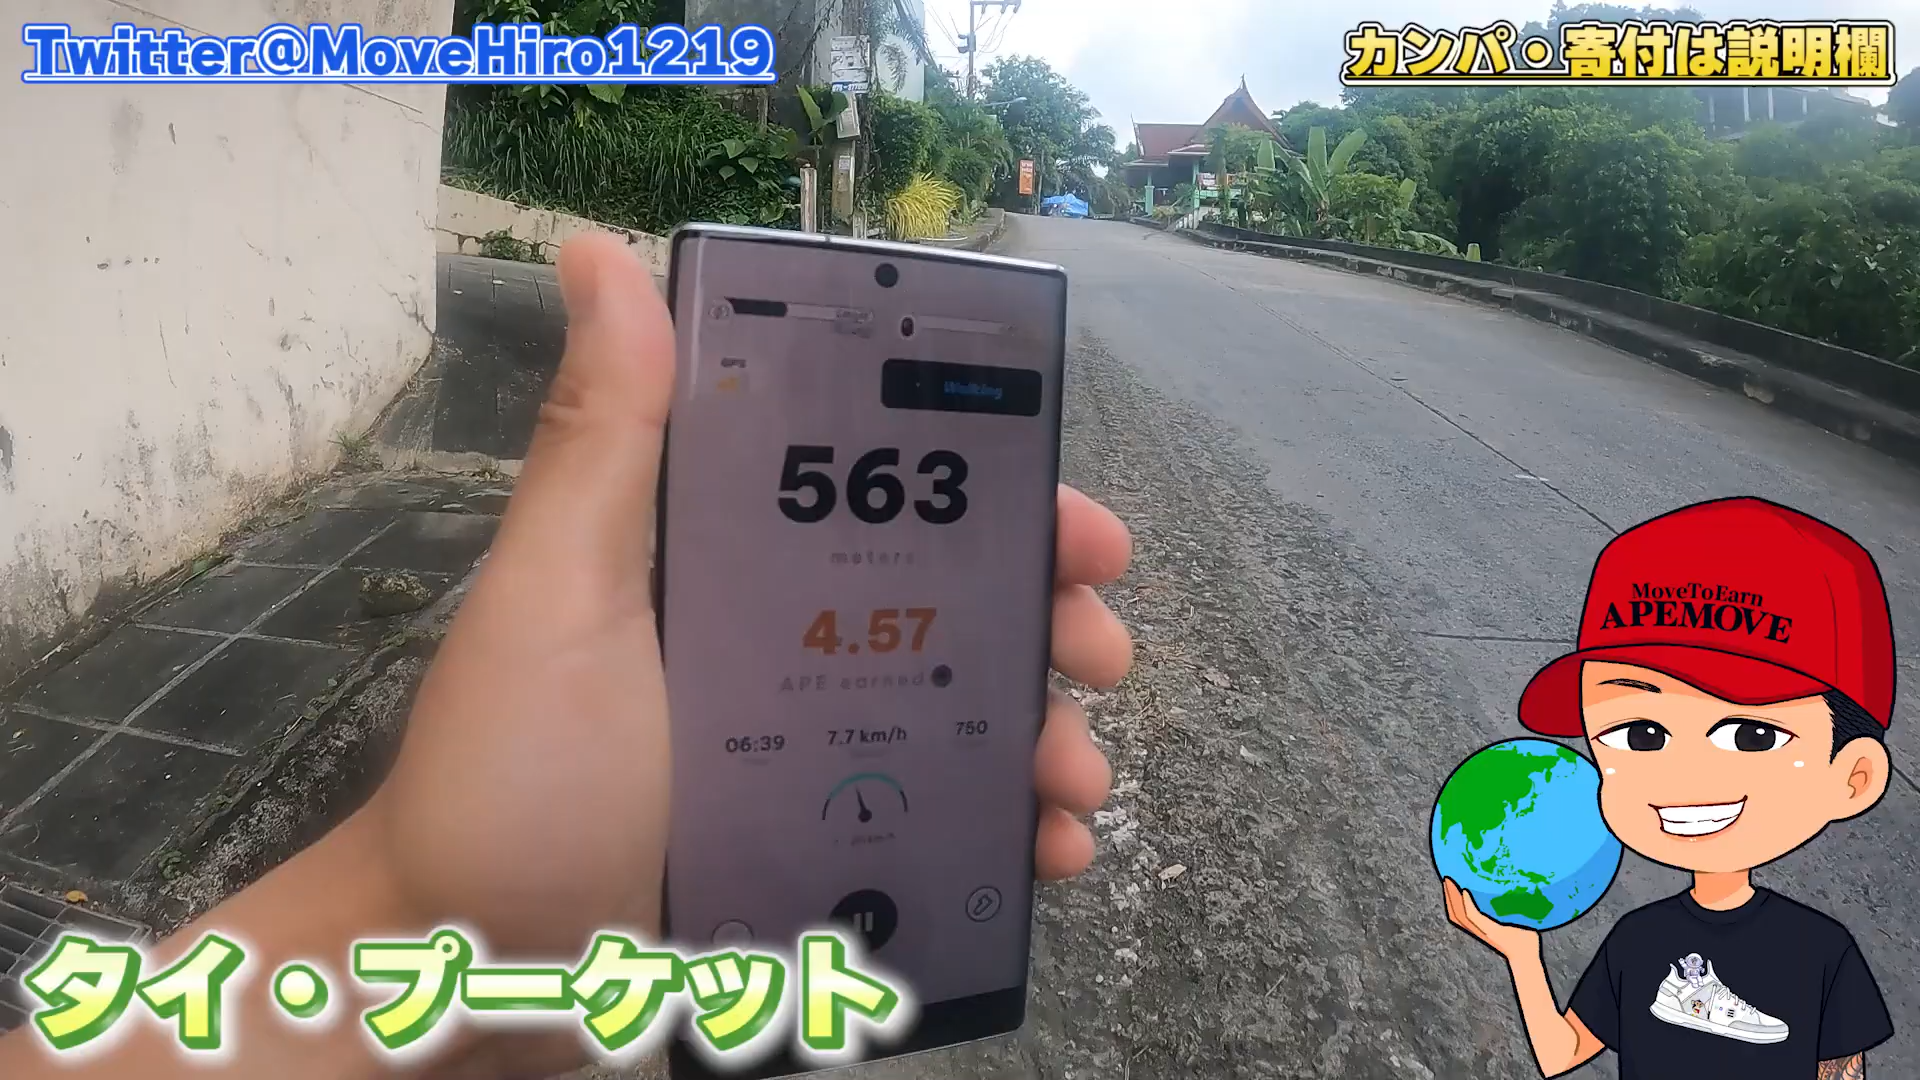 Twitter@MoveHiro1219
カンパ・寄付は説明欄
GPS
Walking
563
meters
4.57
APE earned
06:39
7.7 km/h
750
MoveToEarn
APEMOVE
タイ・プーケット